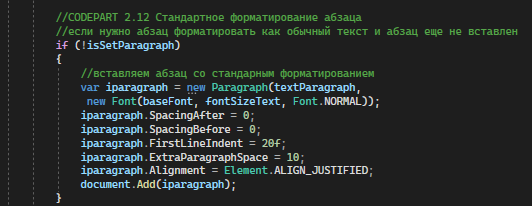 //CODEPART 2.12 Стандартное форматирование абзаца
//если нужно абзац форматировать как обычный текст и абзац еще не вставлен
if (!isSetParagraph)
{
//вставляем абзац со стандарным форматированием
var iparagraph = new Paragraph(textParagraph,
new Font(baseFont, fontSizeText, Font.NORMAL));
iparagraph.SpacingAfter = 0;
iparagraph.SpacingBefore = 0;
iparagraph.FirstLineIndent = 20f;
iparagraph.ExtraParagraphSpace = 10;
iparagraph.Alignment = Element.ALIGN_JUSTIFIED;
document.Add(iparagraph);
}